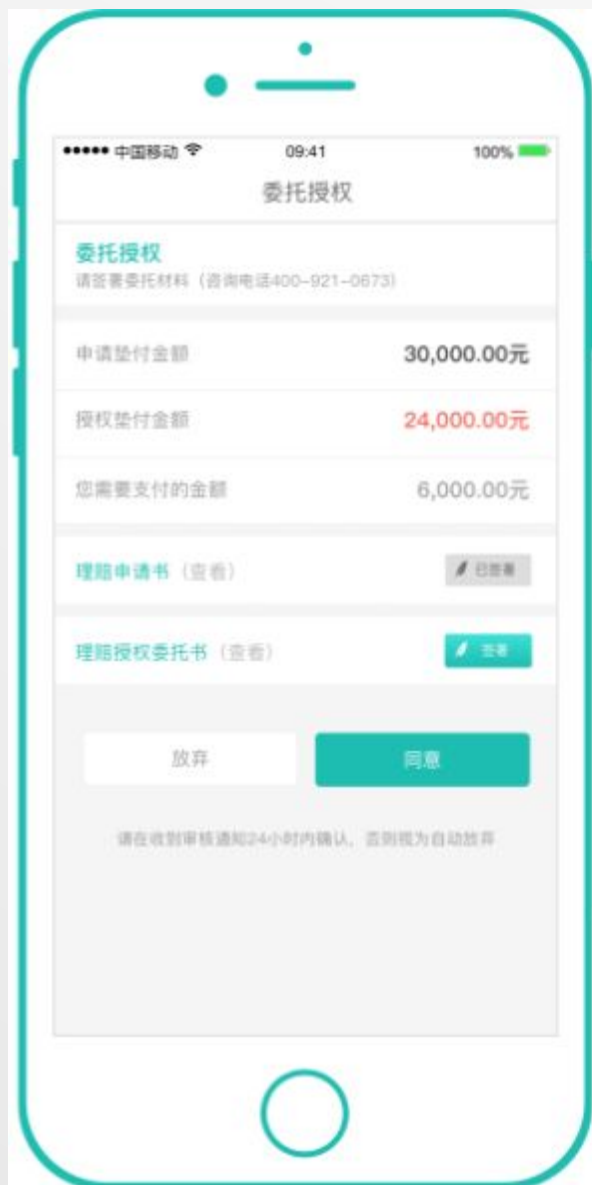 中国移动 09:41 100%
委托授权
委托授权
请签署委托材料（咨询电话400-921-0673）
申请垫付金额 30,000.00元
授权垫付金额 24,000.00元
您需要支付的金额 6,000.00元
理赔申请书（查看） 已签署
理赔授权委托书（查看） 签署
放弃 同意
请在收到审核通知24小时内确认，否则视为自动放弃